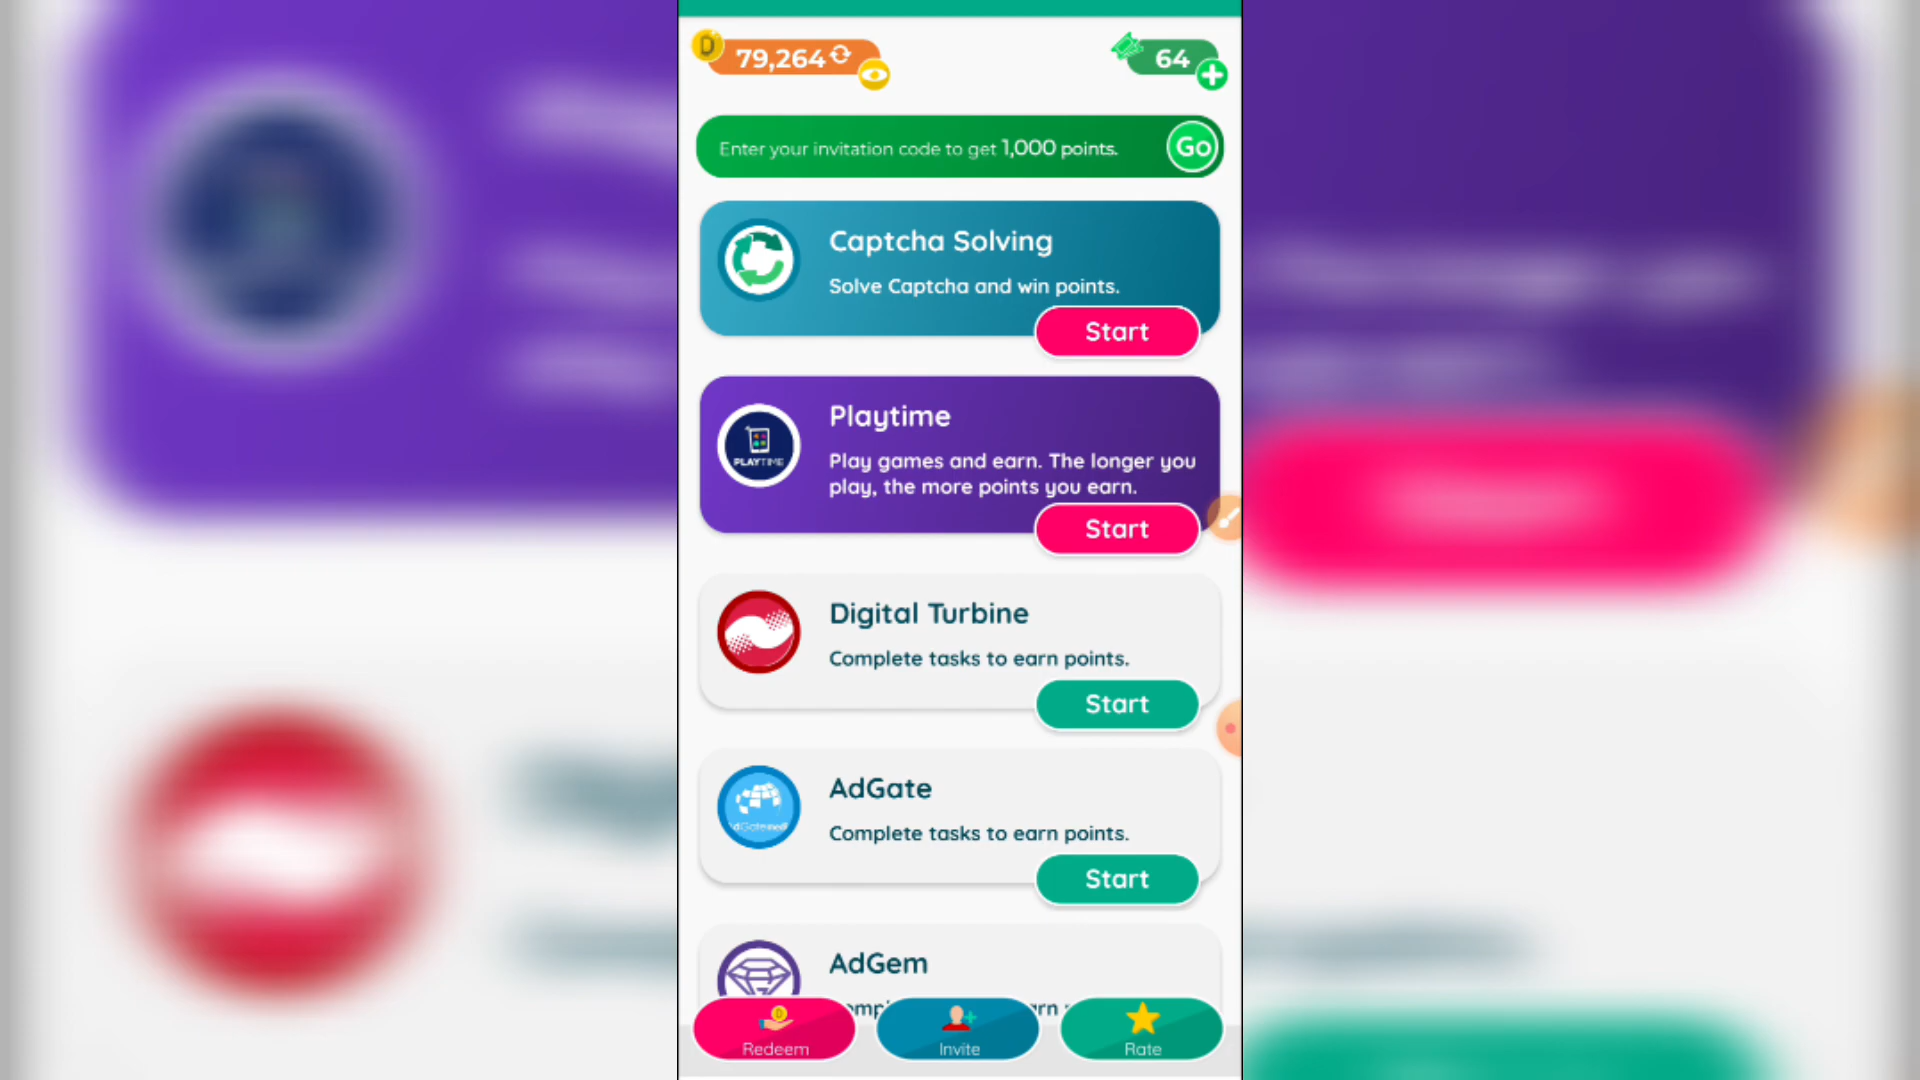 D 79,264
64
Enter your invitation code to get 1,000 points.
Go
Captcha Solving
Solve Captcha and win points.
Start
PLAYTIME
Playtime
Play games and earn. The longer you
play, the more points you earn.
Start
Digital Turbine
Complete tasks to earn points.
Start
AdGate
Complete tasks to earn points.
Start
AdGem
Redeem
Invite
Rate